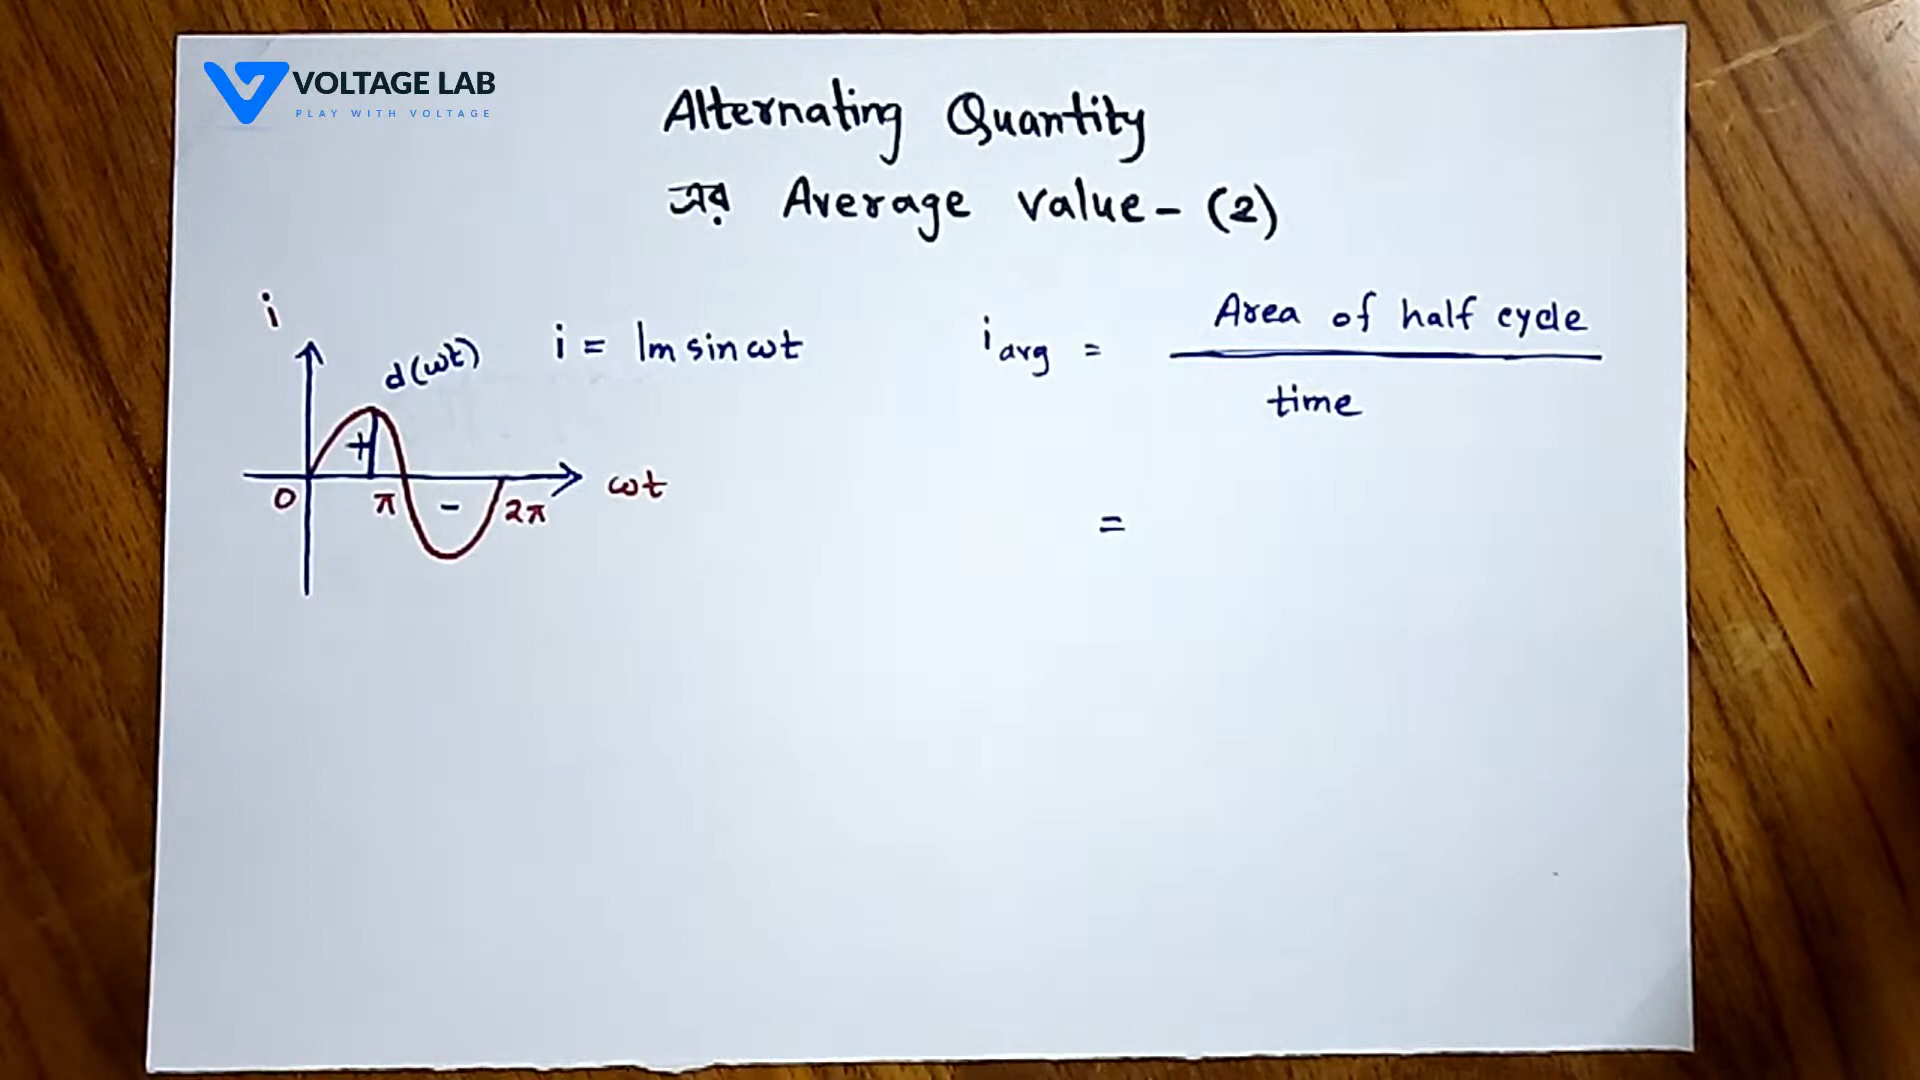 VOLTAGE LAB
PLAY WITH VOLTAGE
Alternating Quantity
এর Average value - (2)
i
d(ωt)
i = Im sin ωt
+
0
π
-
2π
ωt
i avg = Area of half cycle
time
=